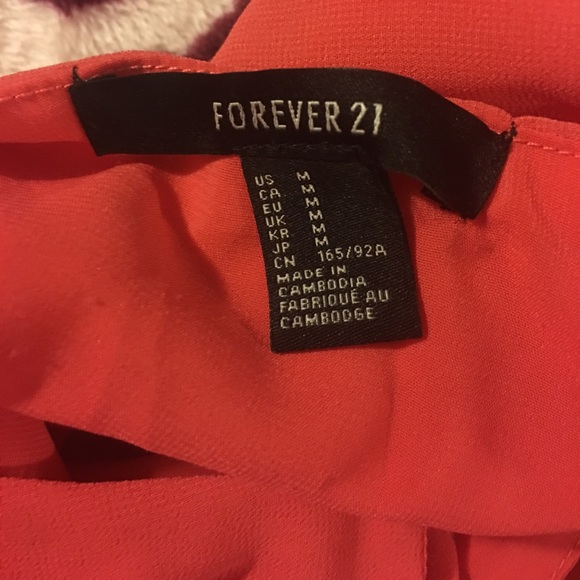 FOREVER 21
US M
CA M
EU M
UK M
KR M
JP M
CN 165/92A
MADE IN
CAMBODIA
FABRIQUÉ AU
CAMBODGE